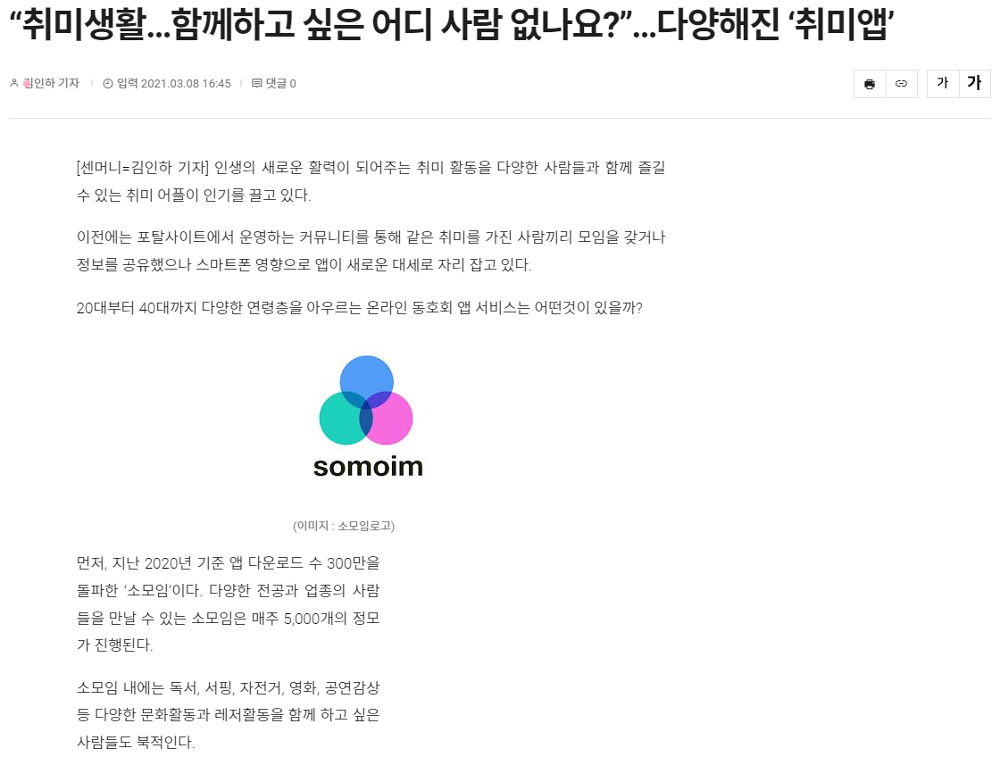 “취미생활...함께하고 싶은 어디 사람 없나요?”...다양해진 ‘취미앱’
김인하 기자 입력 2021.03.08 16:45 댓글 0
가 가
[센머니=김인하 기자] 인생의 새로운 활력이 되어주는 취미 활동을 다양한 사람들과 함께 즐길
수 있는 취미 어플이 인기를 끌고 있다.
이전에는 포탈사이트에서 운영하는 커뮤니티를 통해 같은 취미를 가진 사람끼리 모임을 갖거나
정보를 공유했으나 스마트폰 영향으로 앱이 새로운 대세로 자리 잡고 있다.
20대부터 40대까지 다양한 연령층을 아우르는 온라인 동호회 앱 서비스는 어떤것이 있을까?
somoim
(이미지 : 소모임로고)
먼저, 지난 2020년 기준 앱 다운로드 수 300만을
돌파한 ‘소모임’이다. 다양한 전공과 업종의 사람
들을 만날 수 있는 소모임은 매주 5,000개의 정모
가 진행된다.
소모임 내에는 독서, 서핑, 자전거, 영화, 공연감상
등 다양한 문화활동과 레저활동을 함께 하고 싶은
사람들도 북적인다.